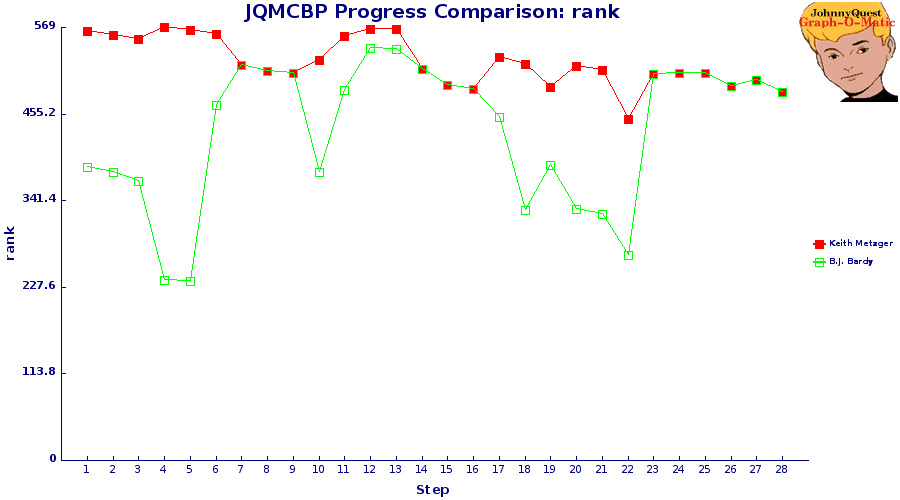 JQMCBP Progress Comparison: rank
JohnnyQuest
Graph-O-Matic
569
455.2
341.4
227.6
113.8
0
rank
1 2 3 4 5 6 7 8 9 10 11 12 13 14 15 16 17 18 19 20 21 22 23 24 25 26 27 28
Step
Keith Metzger
B.J. Bardy